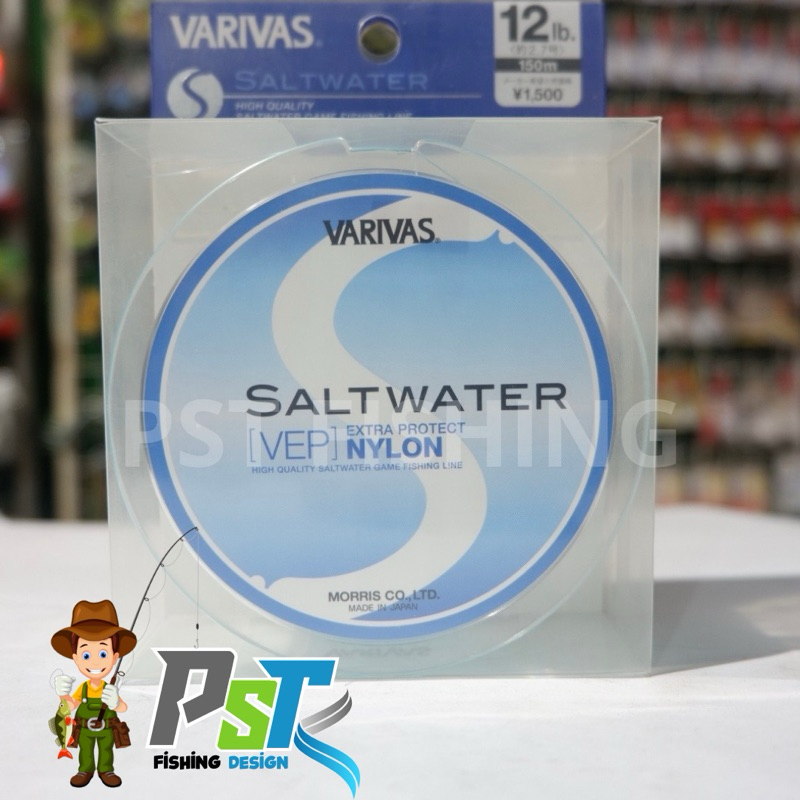 VARIVAS®
12lb.
SALTWATER
150m
HIGH QUALITY
¥1,500
SALTWATER GAME FISHING LINE
VARIVAS®
SALTWATER
PST FISHING
[VEP] EXTRA PROTECT
NYLON
HIGH QUALITY SALTWATER GAME FISHING LINE
MORRIS CO., LTD.
MADE IN JAPAN
PST
FISHING DESIGN